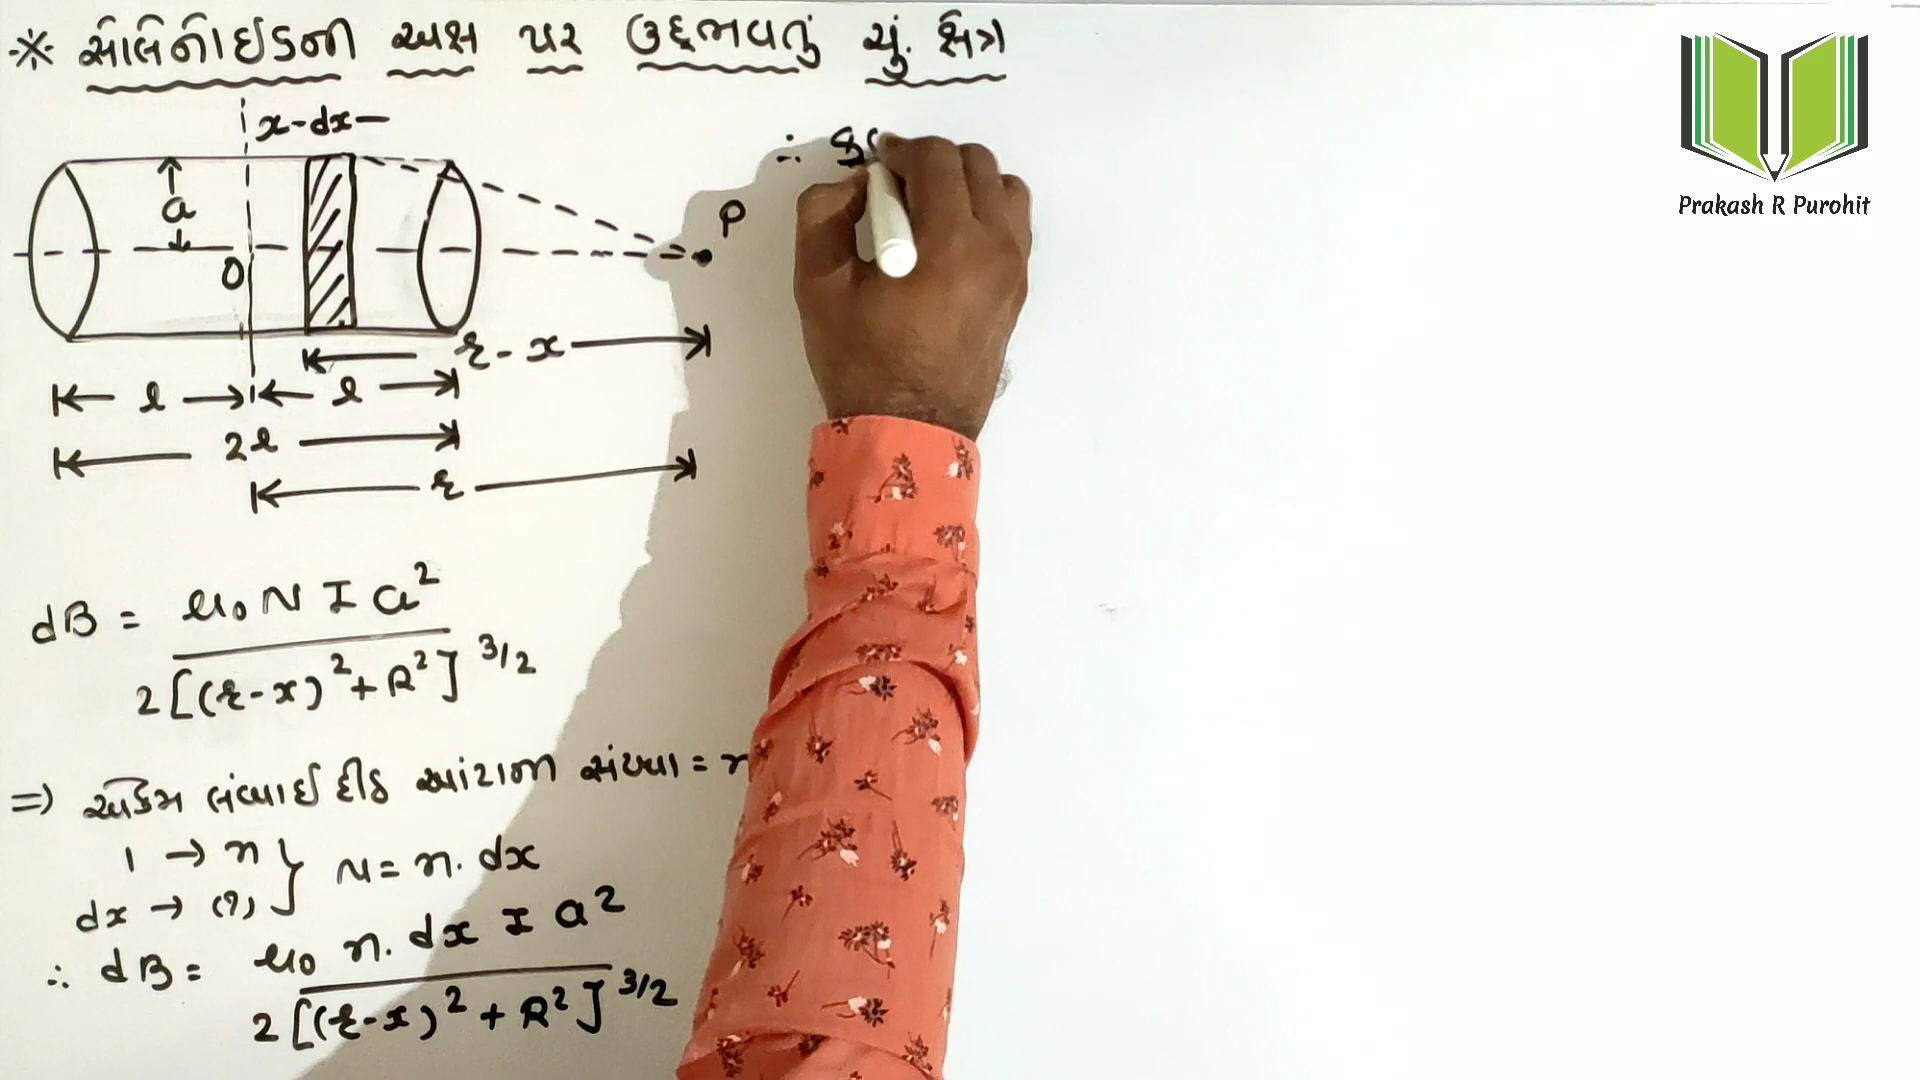 ※ સોલેનોઇડની અક્ષ પર ઉદ્દભવતું ચું. ક્ષેત્ર
x-dx-
a
O
P
r - x
l l
2l
r
dB = μ₀ N I a² / 2[(r-x)² + R²]^3/2
⇒ એકમ લંબાઈ દીઠ આંટાની સંખ્યા = n
1 → n } N = n. dx
dx → (?)
∴ dB = μ₀ n. dx I a² / 2[(r-x)² + R²]^3/2
∴
Prakash R Purohit